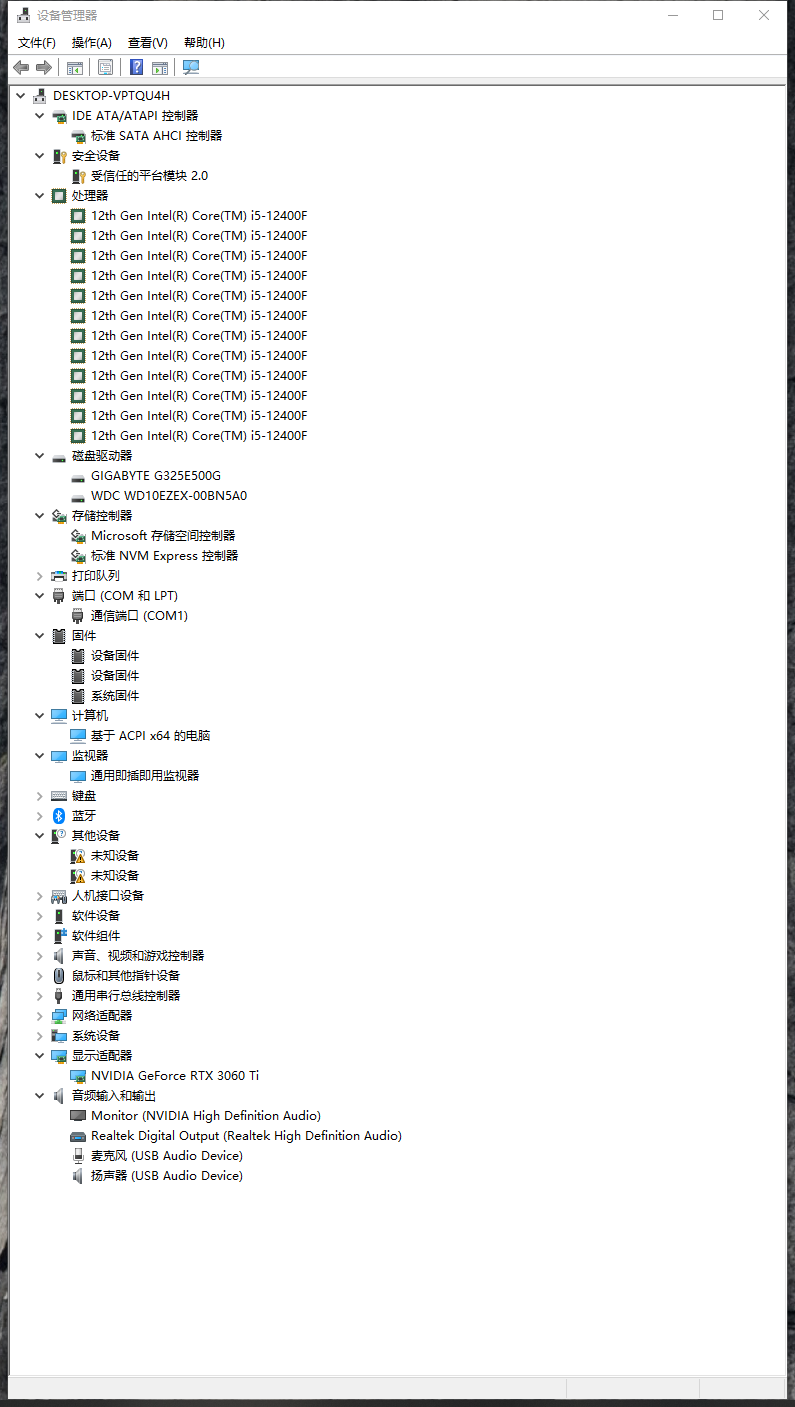 设备管理器
文件(F) 操作(A) 查看(V) 帮助(H)
DESKTOP-VPTQU4H
IDE ATA/ATAPI 控制器
标准 SATA AHCI 控制器
安全设备
受信任的平台模块 2.0
处理器
12th Gen Intel(R) Core(TM) i5-12400F
12th Gen Intel(R) Core(TM) i5-12400F
12th Gen Intel(R) Core(TM) i5-12400F
12th Gen Intel(R) Core(TM) i5-12400F
12th Gen Intel(R) Core(TM) i5-12400F
12th Gen Intel(R) Core(TM) i5-12400F
12th Gen Intel(R) Core(TM) i5-12400F
12th Gen Intel(R) Core(TM) i5-12400F
12th Gen Intel(R) Core(TM) i5-12400F
12th Gen Intel(R) Core(TM) i5-12400F
12th Gen Intel(R) Core(TM) i5-12400F
12th Gen Intel(R) Core(TM) i5-12400F
磁盘驱动器
GIGABYTE G325E500G
WDC WD10EZEX-00BN5A0
存储控制器
Microsoft 存储空间控制器
标准 NVM Express 控制器
打印队列
端口 (COM 和 LPT)
通信端口 (COM1)
固件
设备固件
设备固件
系统固件
计算机
基于 ACPI x64 的电脑
监视器
通用即插即用监视器
键盘
蓝牙
其他设备
未知设备
未知设备
人机接口设备
软件设备
软件组件
声音、视频和游戏控制器
鼠标和其他指针设备
通用串行总线控制器
网络适配器
系统设备
显示适配器
NVIDIA GeForce RTX 3060 Ti
音频输入和输出
Monitor (NVIDIA High Definition Audio)
Realtek Digital Output (Realtek High Definition Audio)
麦克风 (USB Audio Device)
扬声器 (USB Audio Device)